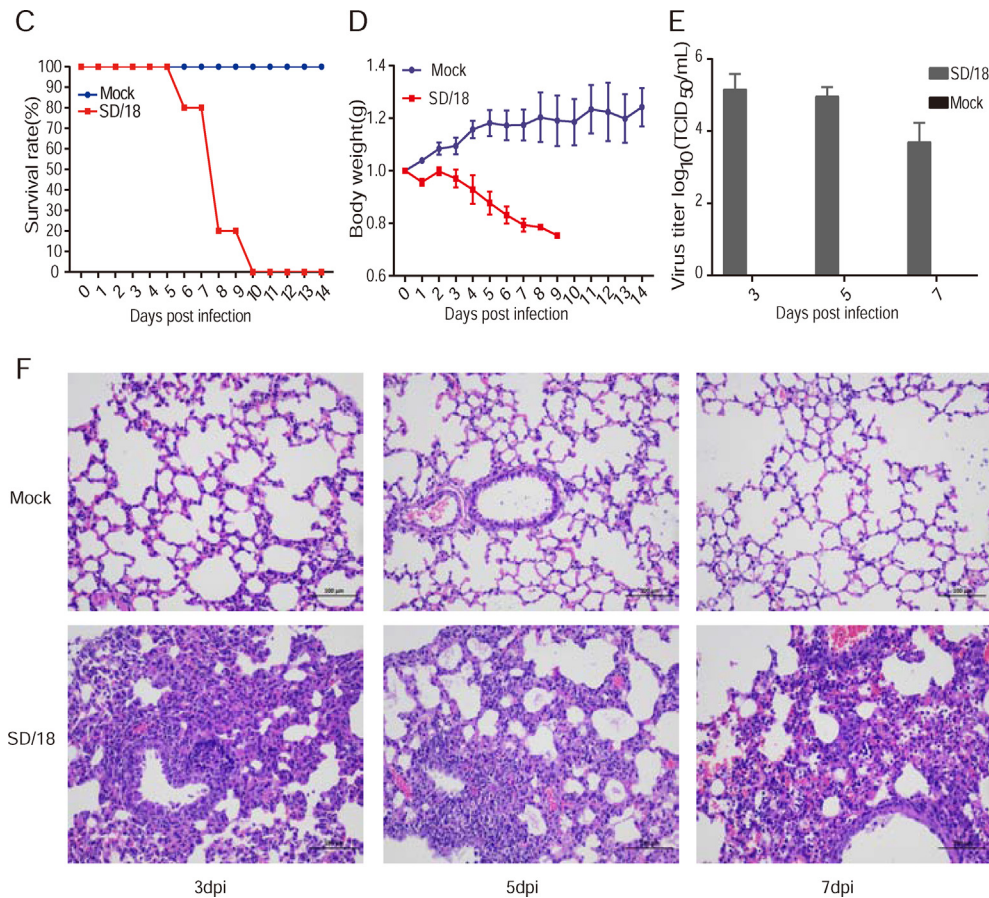 C
Survival rate(%)
100
90
80
70
60
50
40
30
20
10
0
Mock
SD/18
0 1 2 3 4 5 6 7 8 9 10 11 12 13 14
Days post infection
D
Body weight(g)
1.4
1.2
1.0
0.8
0.6
Mock
SD/18
0 1 2 3 4 5 6 7 8 9 10 11 12 13 14
Days post infection
E
Virus titer log10(TCID50/mL)
6
4
2
0
SD/18
Mock
3 5 7
Days post infection
F
Mock
SD/18
3dpi 5dpi 7dpi